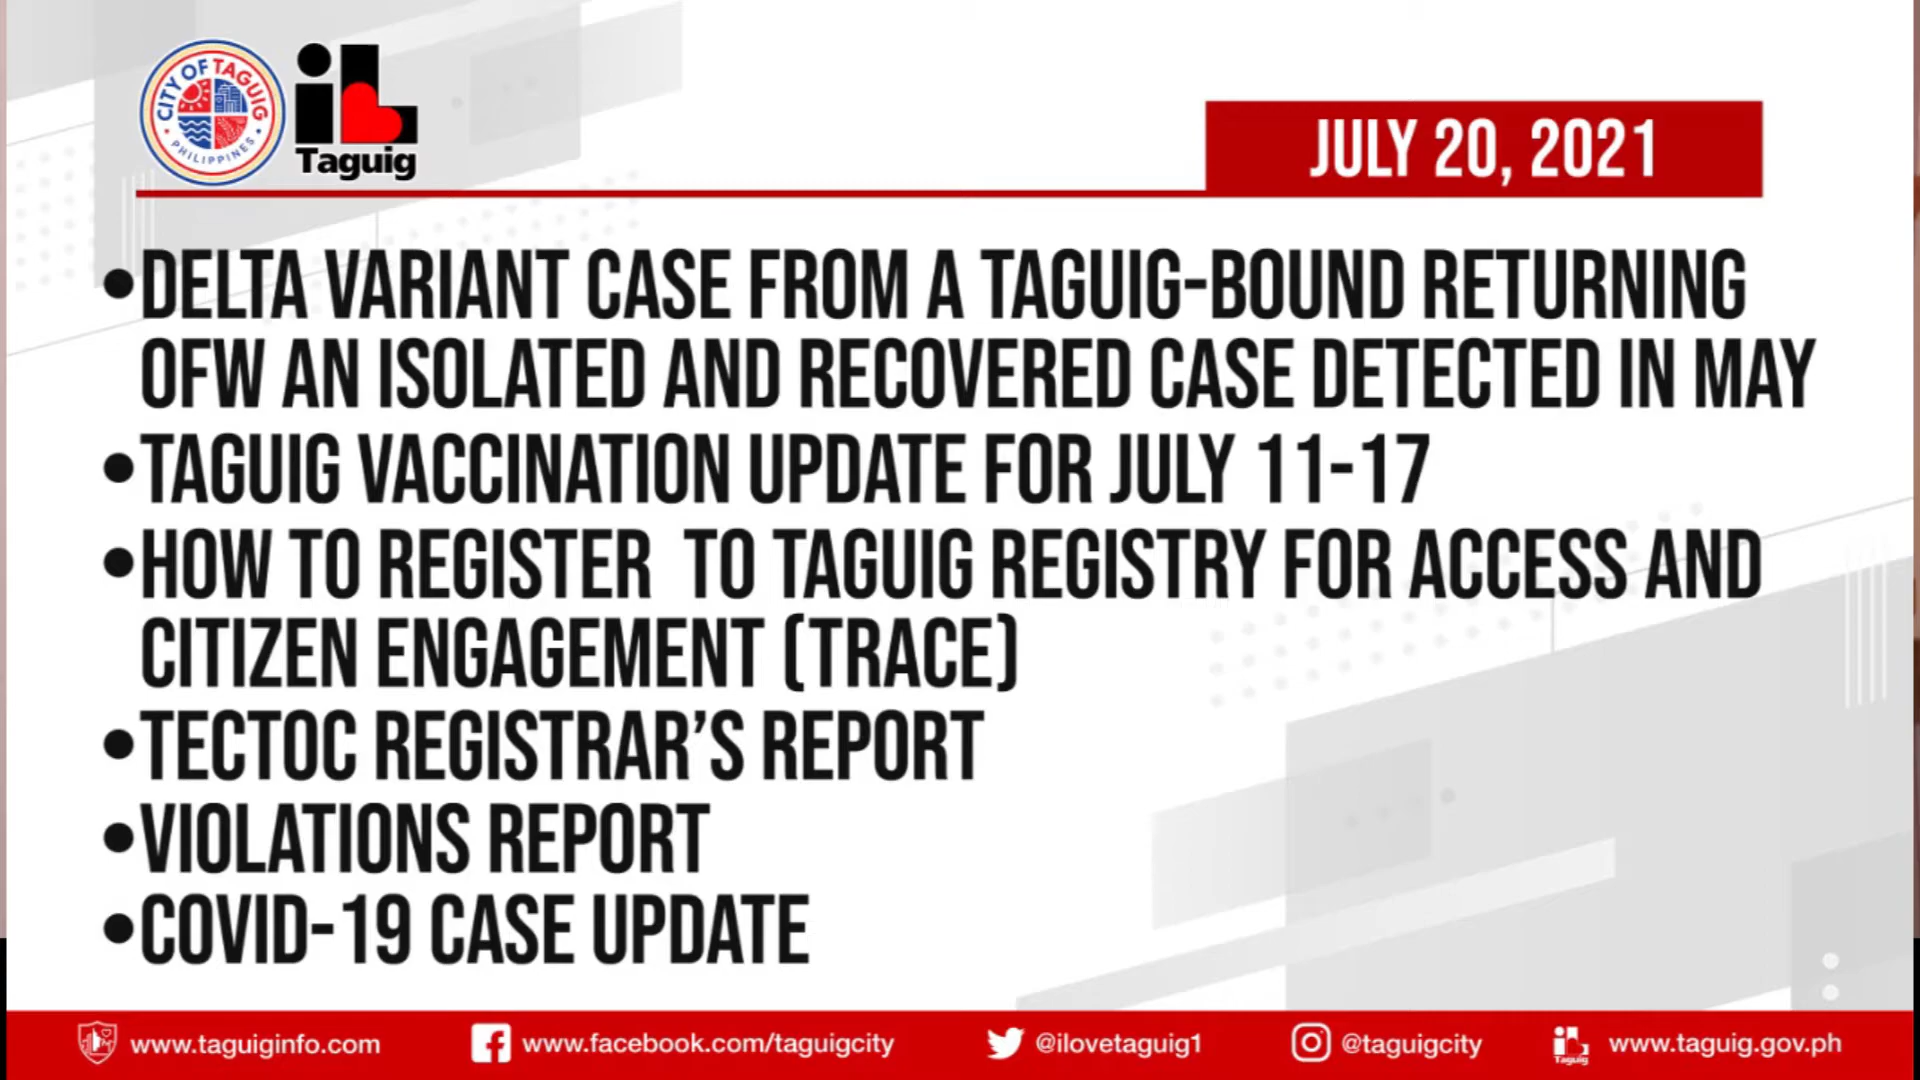 CITY OF TAGUIG
PHILIPPINES
iL
Taguig
JULY 20, 2021
•DELTA VARIANT CASE FROM A TAGUIG-BOUND RETURNING
OFW AN ISOLATED AND RECOVERED CASE DETECTED IN MAY
•TAGUIG VACCINATION UPDATE FOR JULY 11-17
•HOW TO REGISTER TO TAGUIG REGISTRY FOR ACCESS AND
CITIZEN ENGAGEMENT (TRACE)
•TECTOC REGISTRAR'S REPORT
•VIOLATIONS REPORT
•COVID-19 CASE UPDATE
www.taguiginfo.com
www.facebook.com/taguigcity
@ilovetaguig1
@taguigcity
iL
Taguig
www.taguig.gov.ph